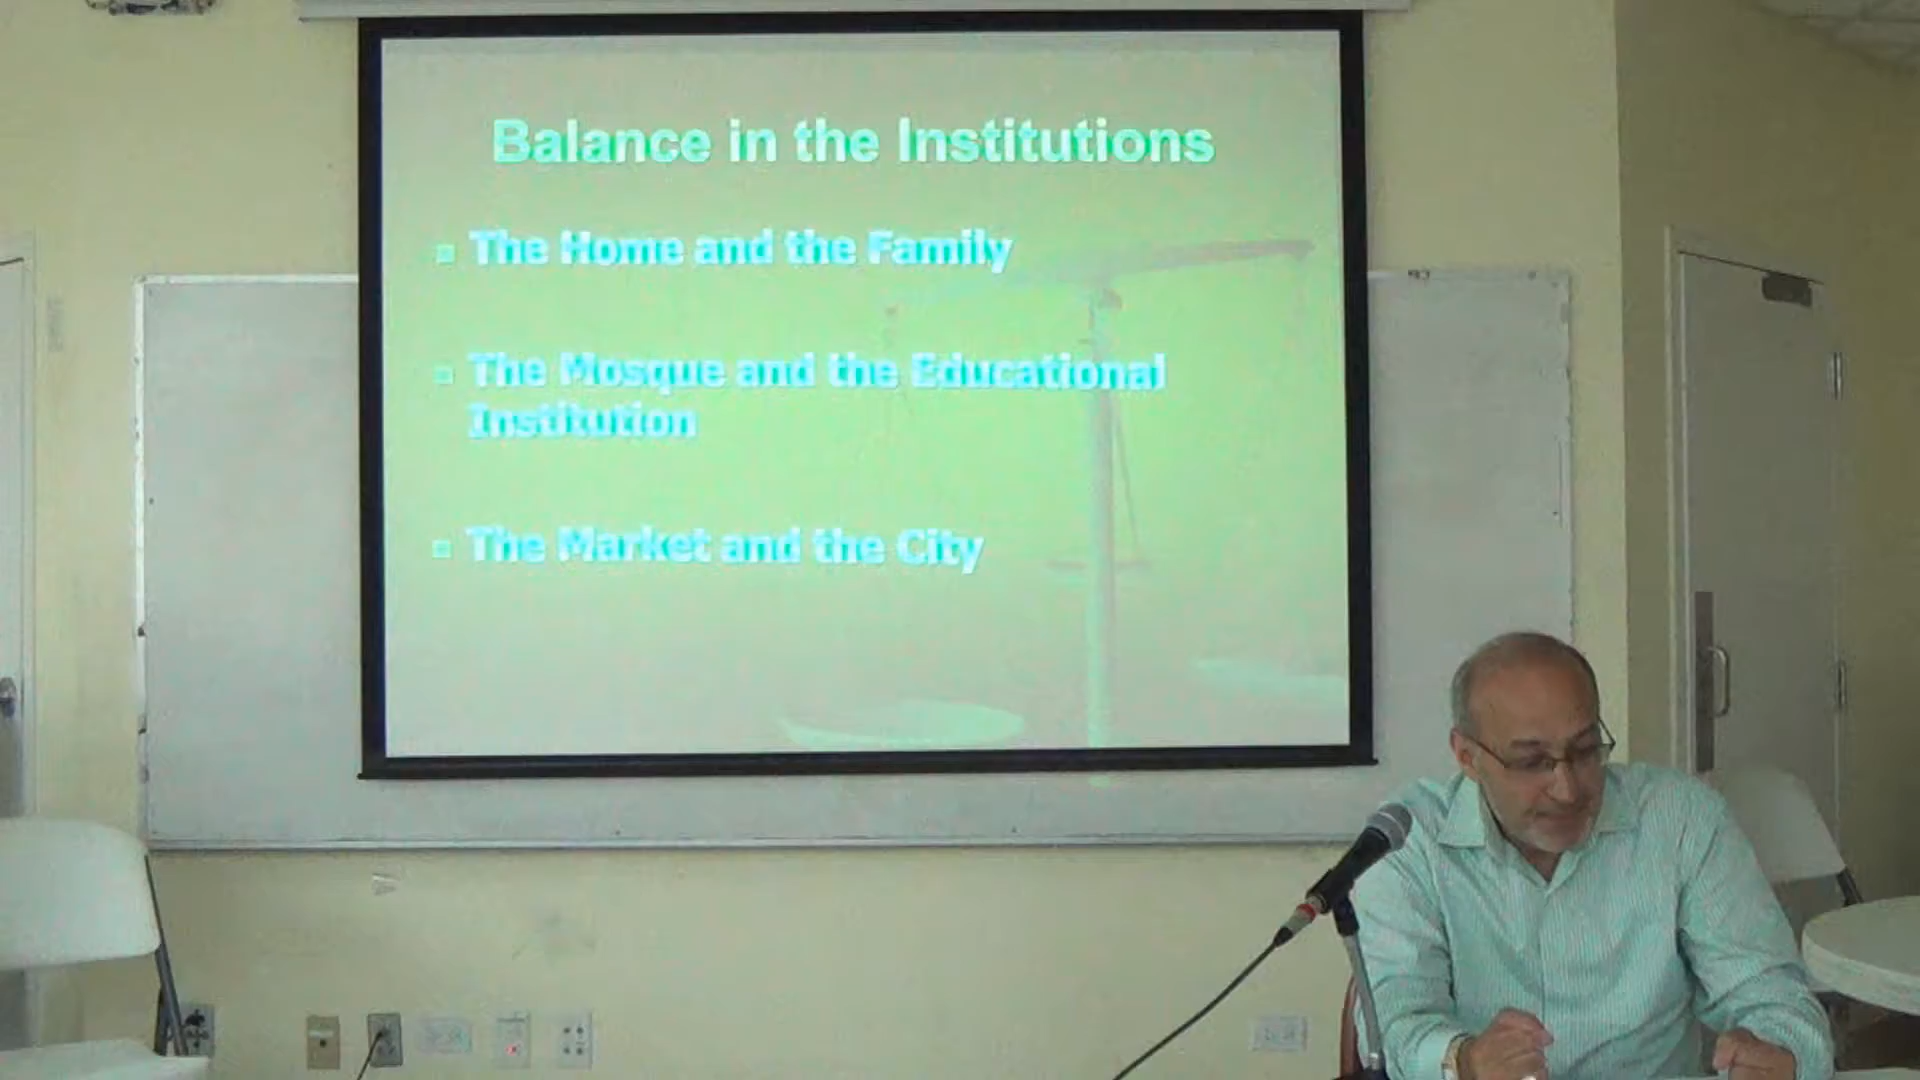 Balance in the Institutions
The Home and the Family
The Mosque and the Educational
Institution
The Market and the City